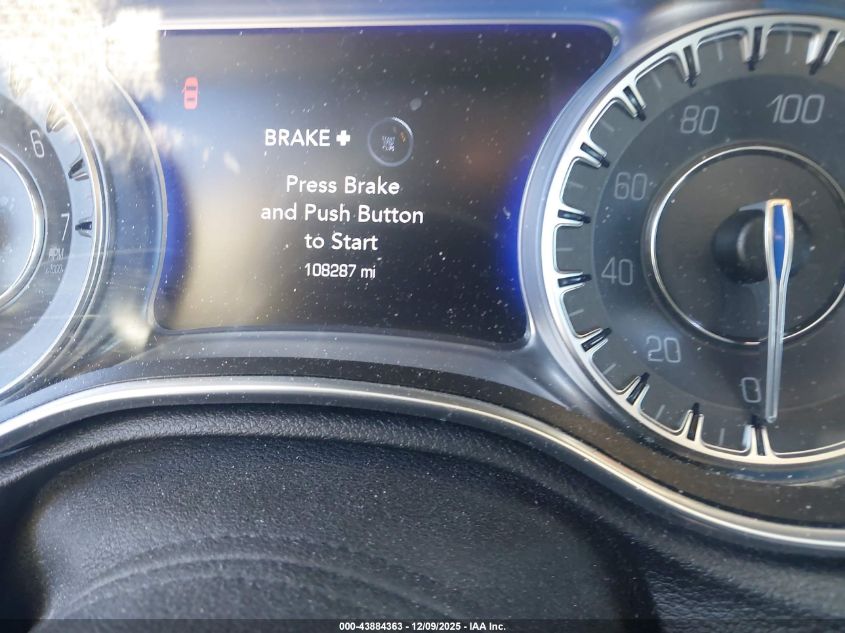 BRAKE +
Press Brake
and Push Button
to Start
108287 mi
6
7
RPM
100
80
60
40
20
0
000-43884363 - 12/09/2025 - IAA Inc.